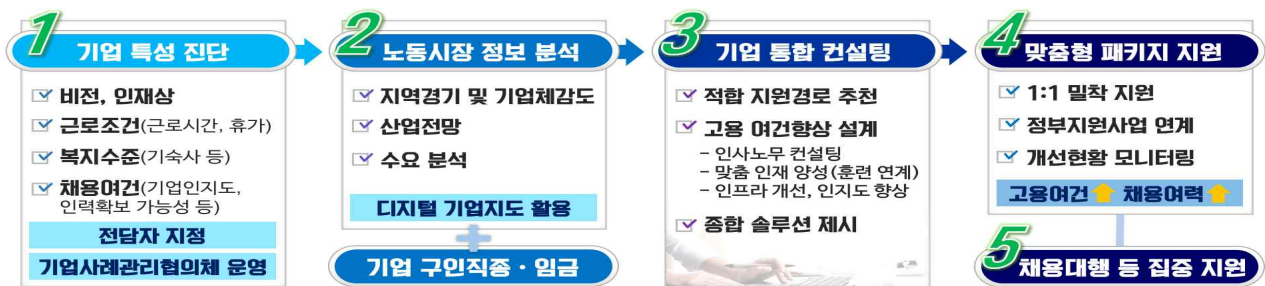 1 기업 특성 진단
비전, 인재상
근로조건(근로시간, 휴가)
복지수준(기숙사 등)
채용여건(기업인지도,
인력확보 가능성 등)
전담자 지정
기업사례관리협의체 운영
2 노동시장 정보 분석
지역경기 및 기업체감도
산업전망
수요 분석
디지털 기업지도 활용
기업 구인직종 · 임금
3 기업 통합 컨설팅
적합 지원경로 추천
고용 여건향상 설계
- 인사노무 컨설팅
- 맞춤 인재 양성(훈련 연계)
- 인프라 개선, 인지도 향상
종합 솔루션 제시
4 맞춤형 패키지 지원
1:1 밀착 지원
정부지원사업 연계
개선현황 모니터링
고용여건 채용여력
5 채용대행 등 집중 지원